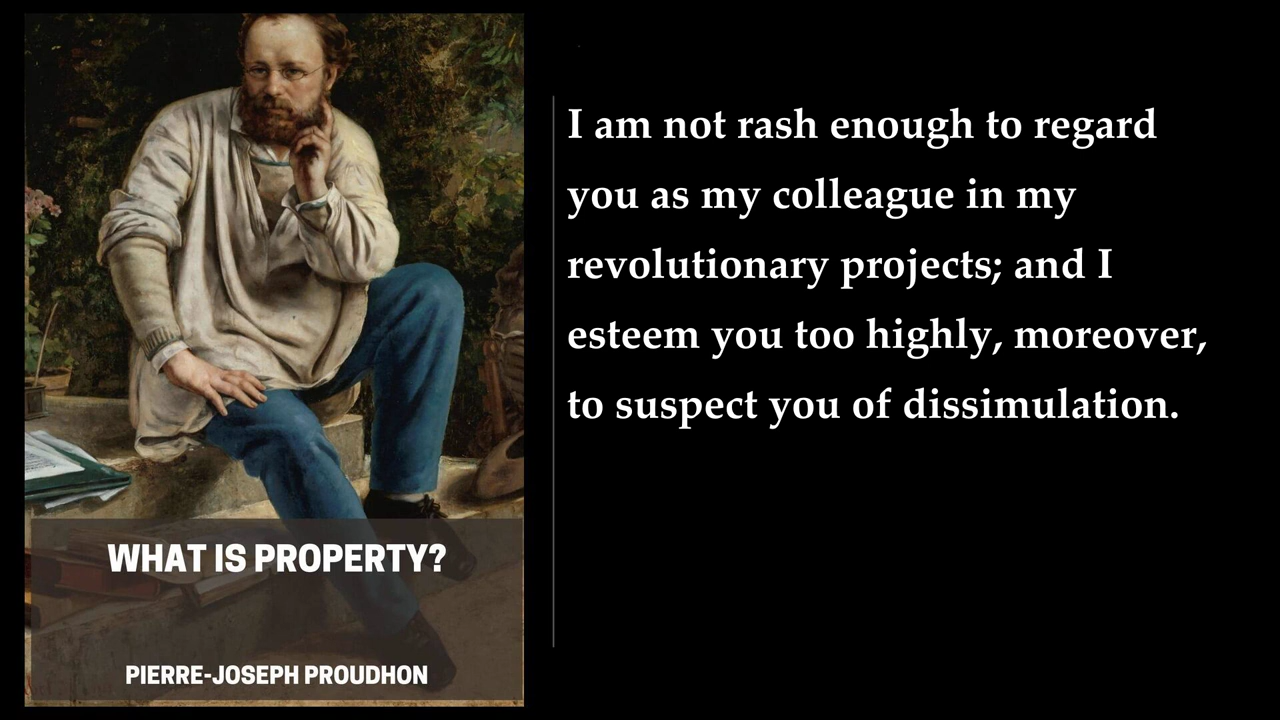 WHAT IS PROPERTY?
PIERRE-JOSEPH PROUDHON
I am not rash enough to regard
you as my colleague in my
revolutionary projects; and I
esteem you too highly, moreover,
to suspect you of dissimulation.